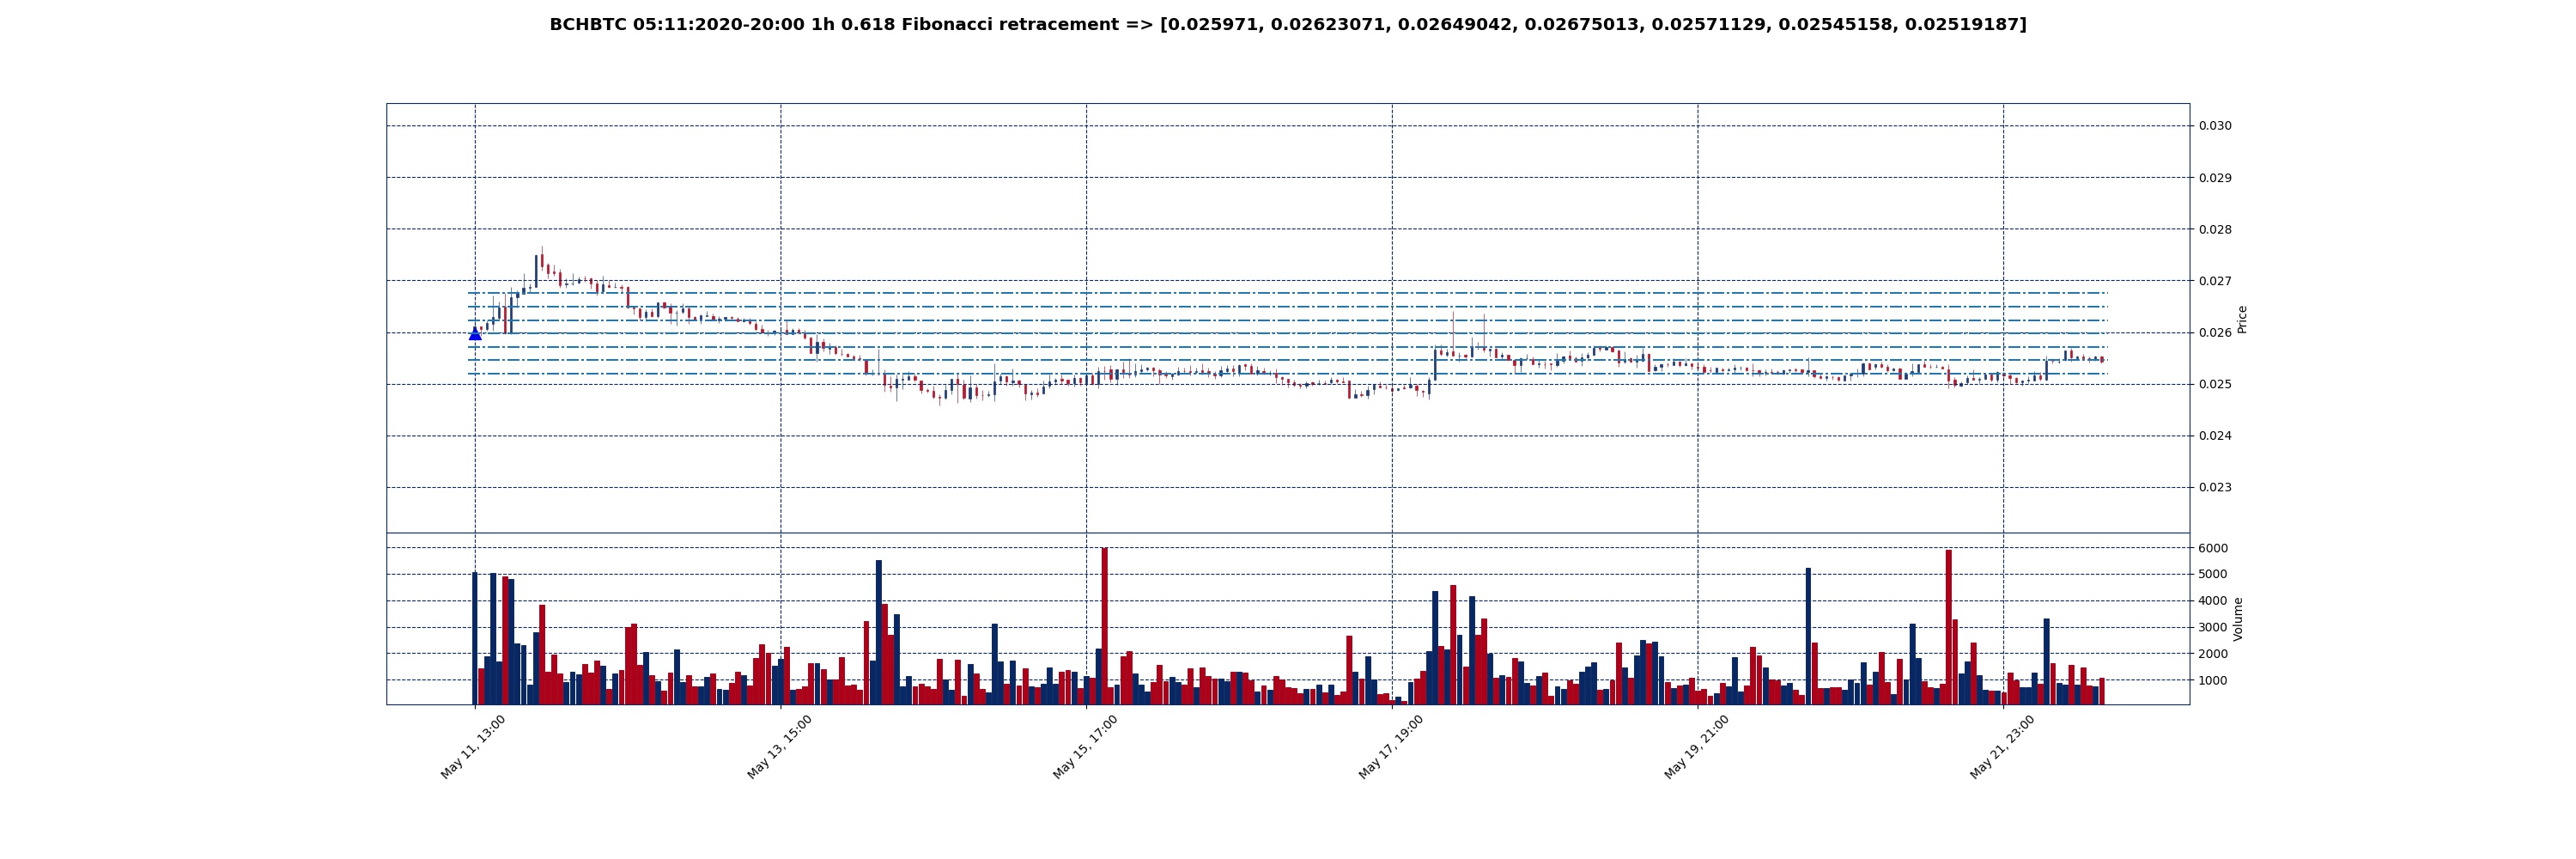 BCHBTC 05:11:2020-20:00 1h 0.618 Fibonacci retracement => [0.025971, 0.02623071, 0.02649042, 0.02675013, 0.02571129, 0.02545158, 0.02519187]
0.030
0.029
0.028
0.027
0.026
0.025
0.024
0.023
Price
6000
5000
4000
3000
2000
1000
Volume
May 11, 13:00
May 13, 15:00
May 15, 17:00
May 17, 19:00
May 19, 21:00
May 21, 23:00